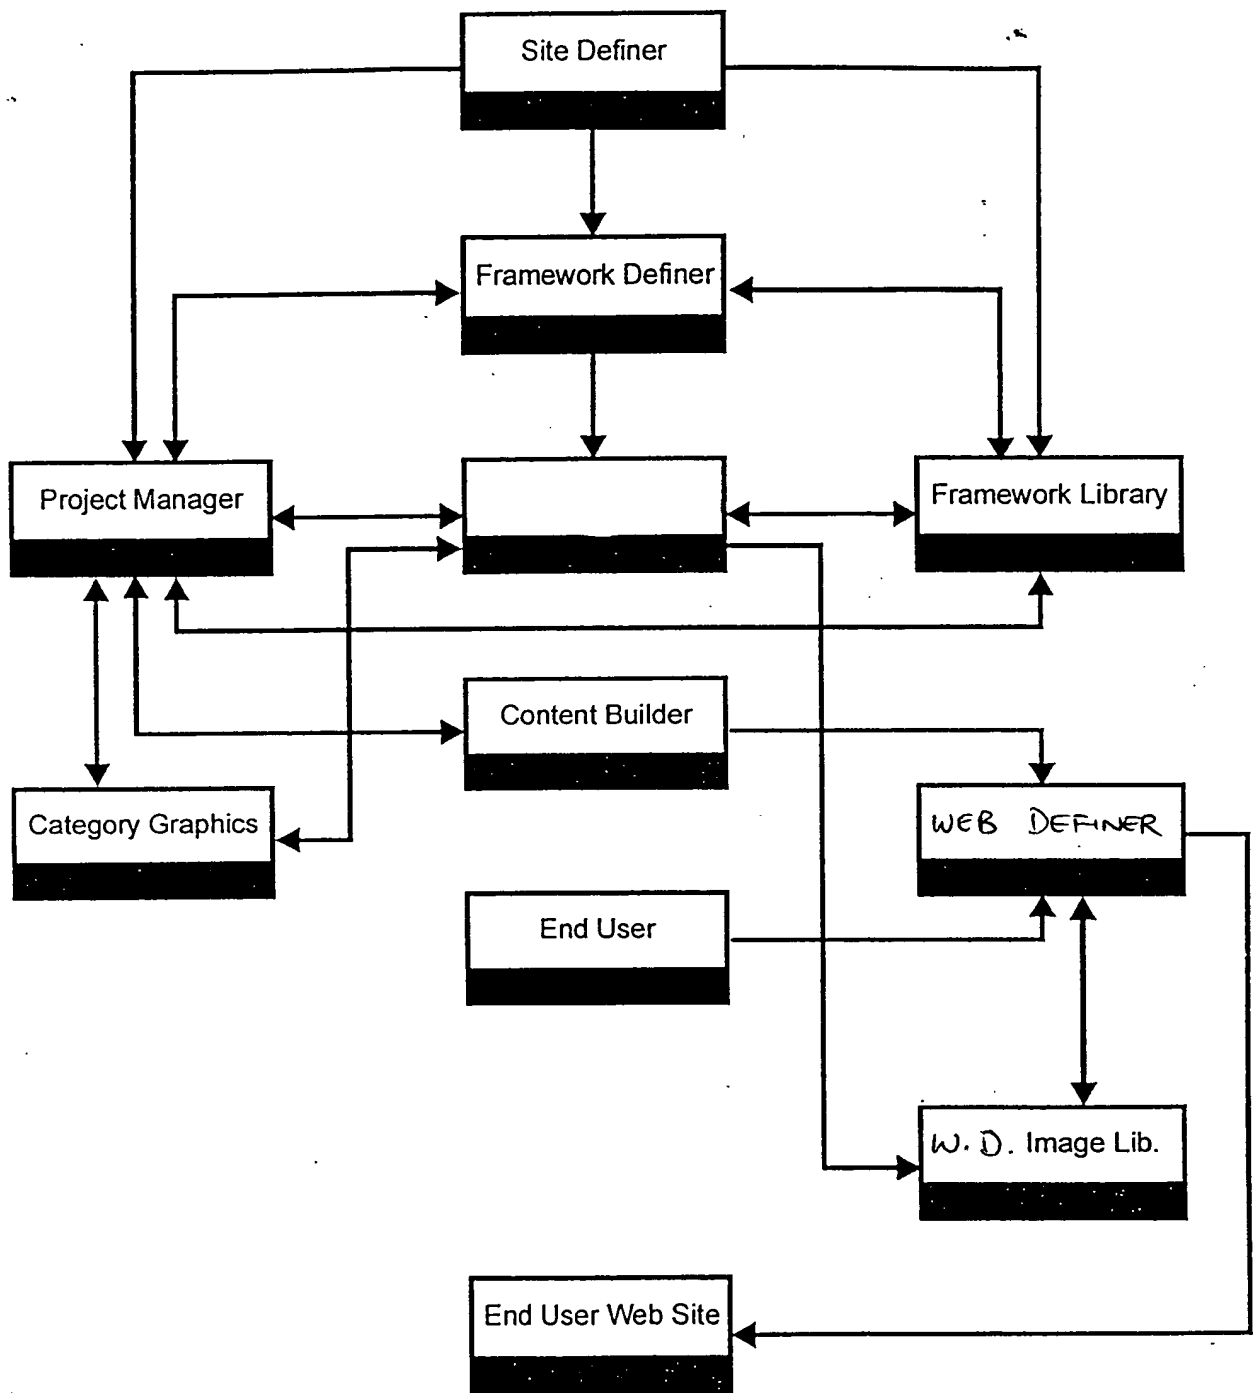 Site Definer
Framework Definer
Project Manager
Framework Library
Content Builder
Category Graphics
WEB DEFINER
End User
W.D. Image Lib.
End User Web Site